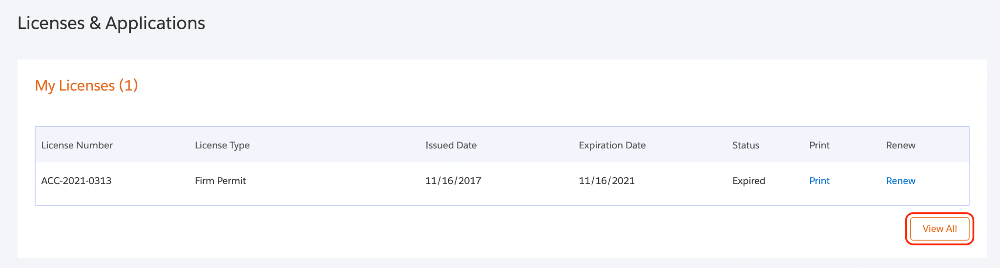 Licenses & Applications
My Licenses (1)
License Number License Type Issued Date Expiration Date Status Print Renew
ACC-2021-0313 Firm Permit 11/16/2017 11/16/2021 Expired Print Renew
View All